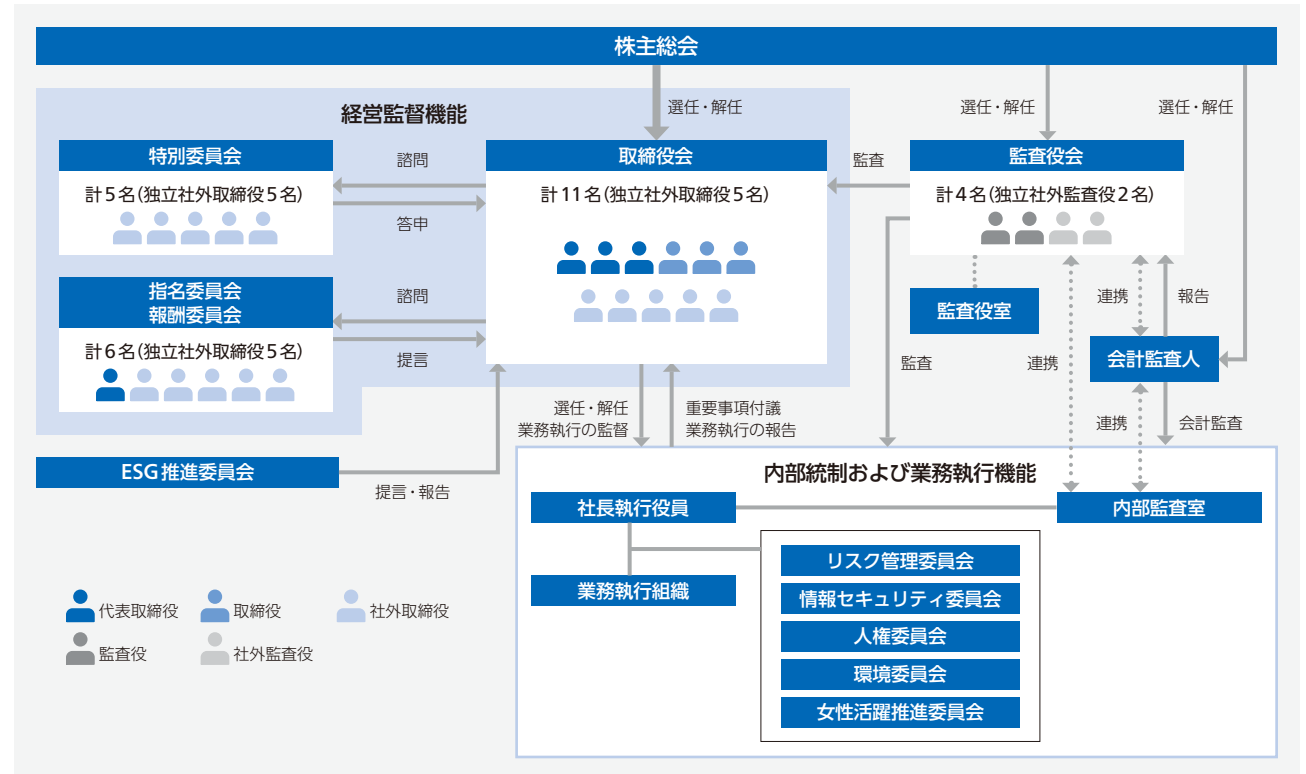 株主総会
選任・解任
選任・解任
選任・解任
経営監督機能
特別委員会
計5名(独立社外取締役5名)
諮問
答申
取締役会
計11名(独立社外取締役5名)
監査
監査役会
計4名(独立社外監査役2名)
指名委員会
報酬委員会
計6名(独立社外取締役5名)
諮問
提言
監査役室
連携
報告
会計監査人
監査
連携
連携
会計監査
選任・解任
業務執行の監督
重要事項付議
業務執行の報告
ESG推進委員会
提言・報告
内部統制および業務執行機能
社長執行役員
内部監査室
業務執行組織
リスク管理委員会
情報セキュリティ委員会
人権委員会
環境委員会
女性活躍推進委員会
代表取締役
取締役
社外取締役
監査役
社外監査役